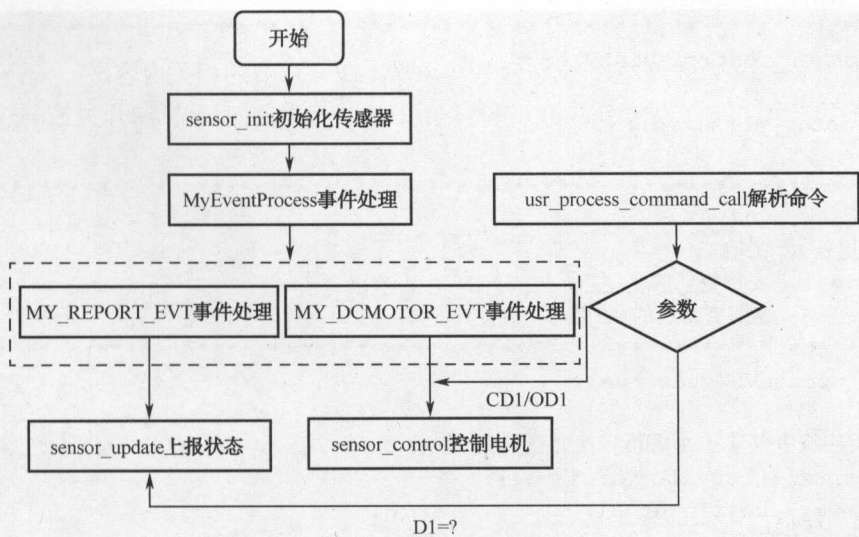 开始
sensor_init初始化传感器
MyEventProcess事件处理
usr_process_command_call解析命令
MY_REPORT_EVT事件处理
MY_DCMOTOR_EVT事件处理
参数
CD1/OD1
sensor_update上报状态
sensor_control控制电机
D1=?